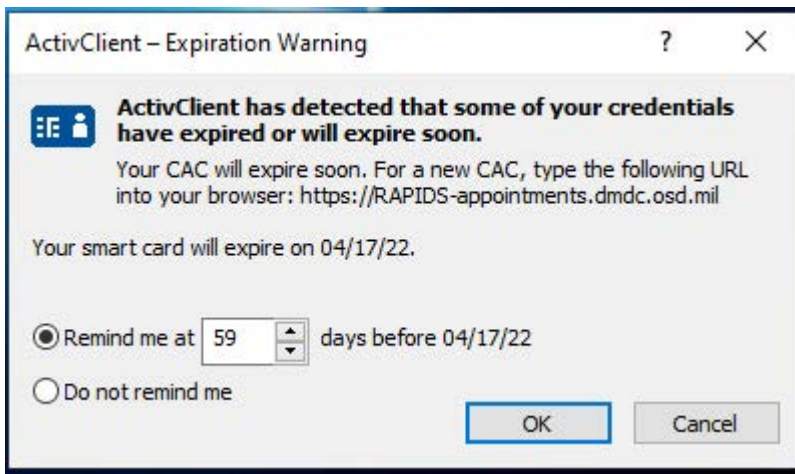 ActivClient – Expiration Warning
ActivClient has detected that some of your credentials
have expired or will expire soon.
Your CAC will expire soon. For a new CAC, type the following URL
into your browser: https://RAPIDS-appointments.dmdc.osd.mil
Your smart card will expire on 04/17/22.
Remind me at 59 days before 04/17/22
Do not remind me
OK Cancel